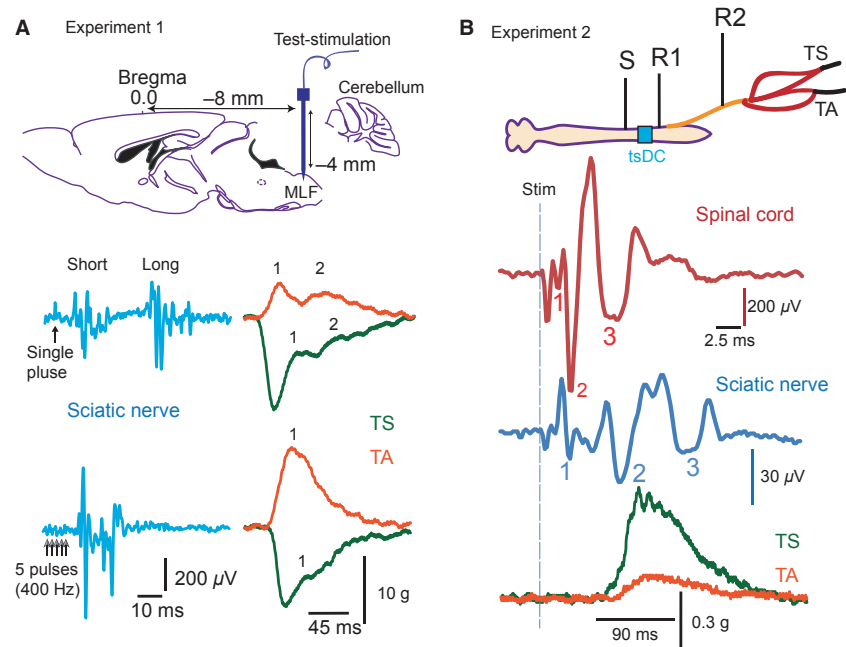 A
Experiment 1
Test-stimulation
Bregma
0.0
–8 mm
Cerebellum
–4 mm
MLF
Short
Long
1
2
1
2
Single
pluse
Sciatic nerve
TS
TA
1
1
5 pulses
(400 Hz)
200 µV
10 ms
10 g
45 ms
B
Experiment 2
R2
S
R1
TS
TA
tsDC
Stim
Spinal cord
1
200 µV
3
2.5 ms
2
Sciatic nerve
1
2
3
30 µV
TS
TA
0.3 g
90 ms